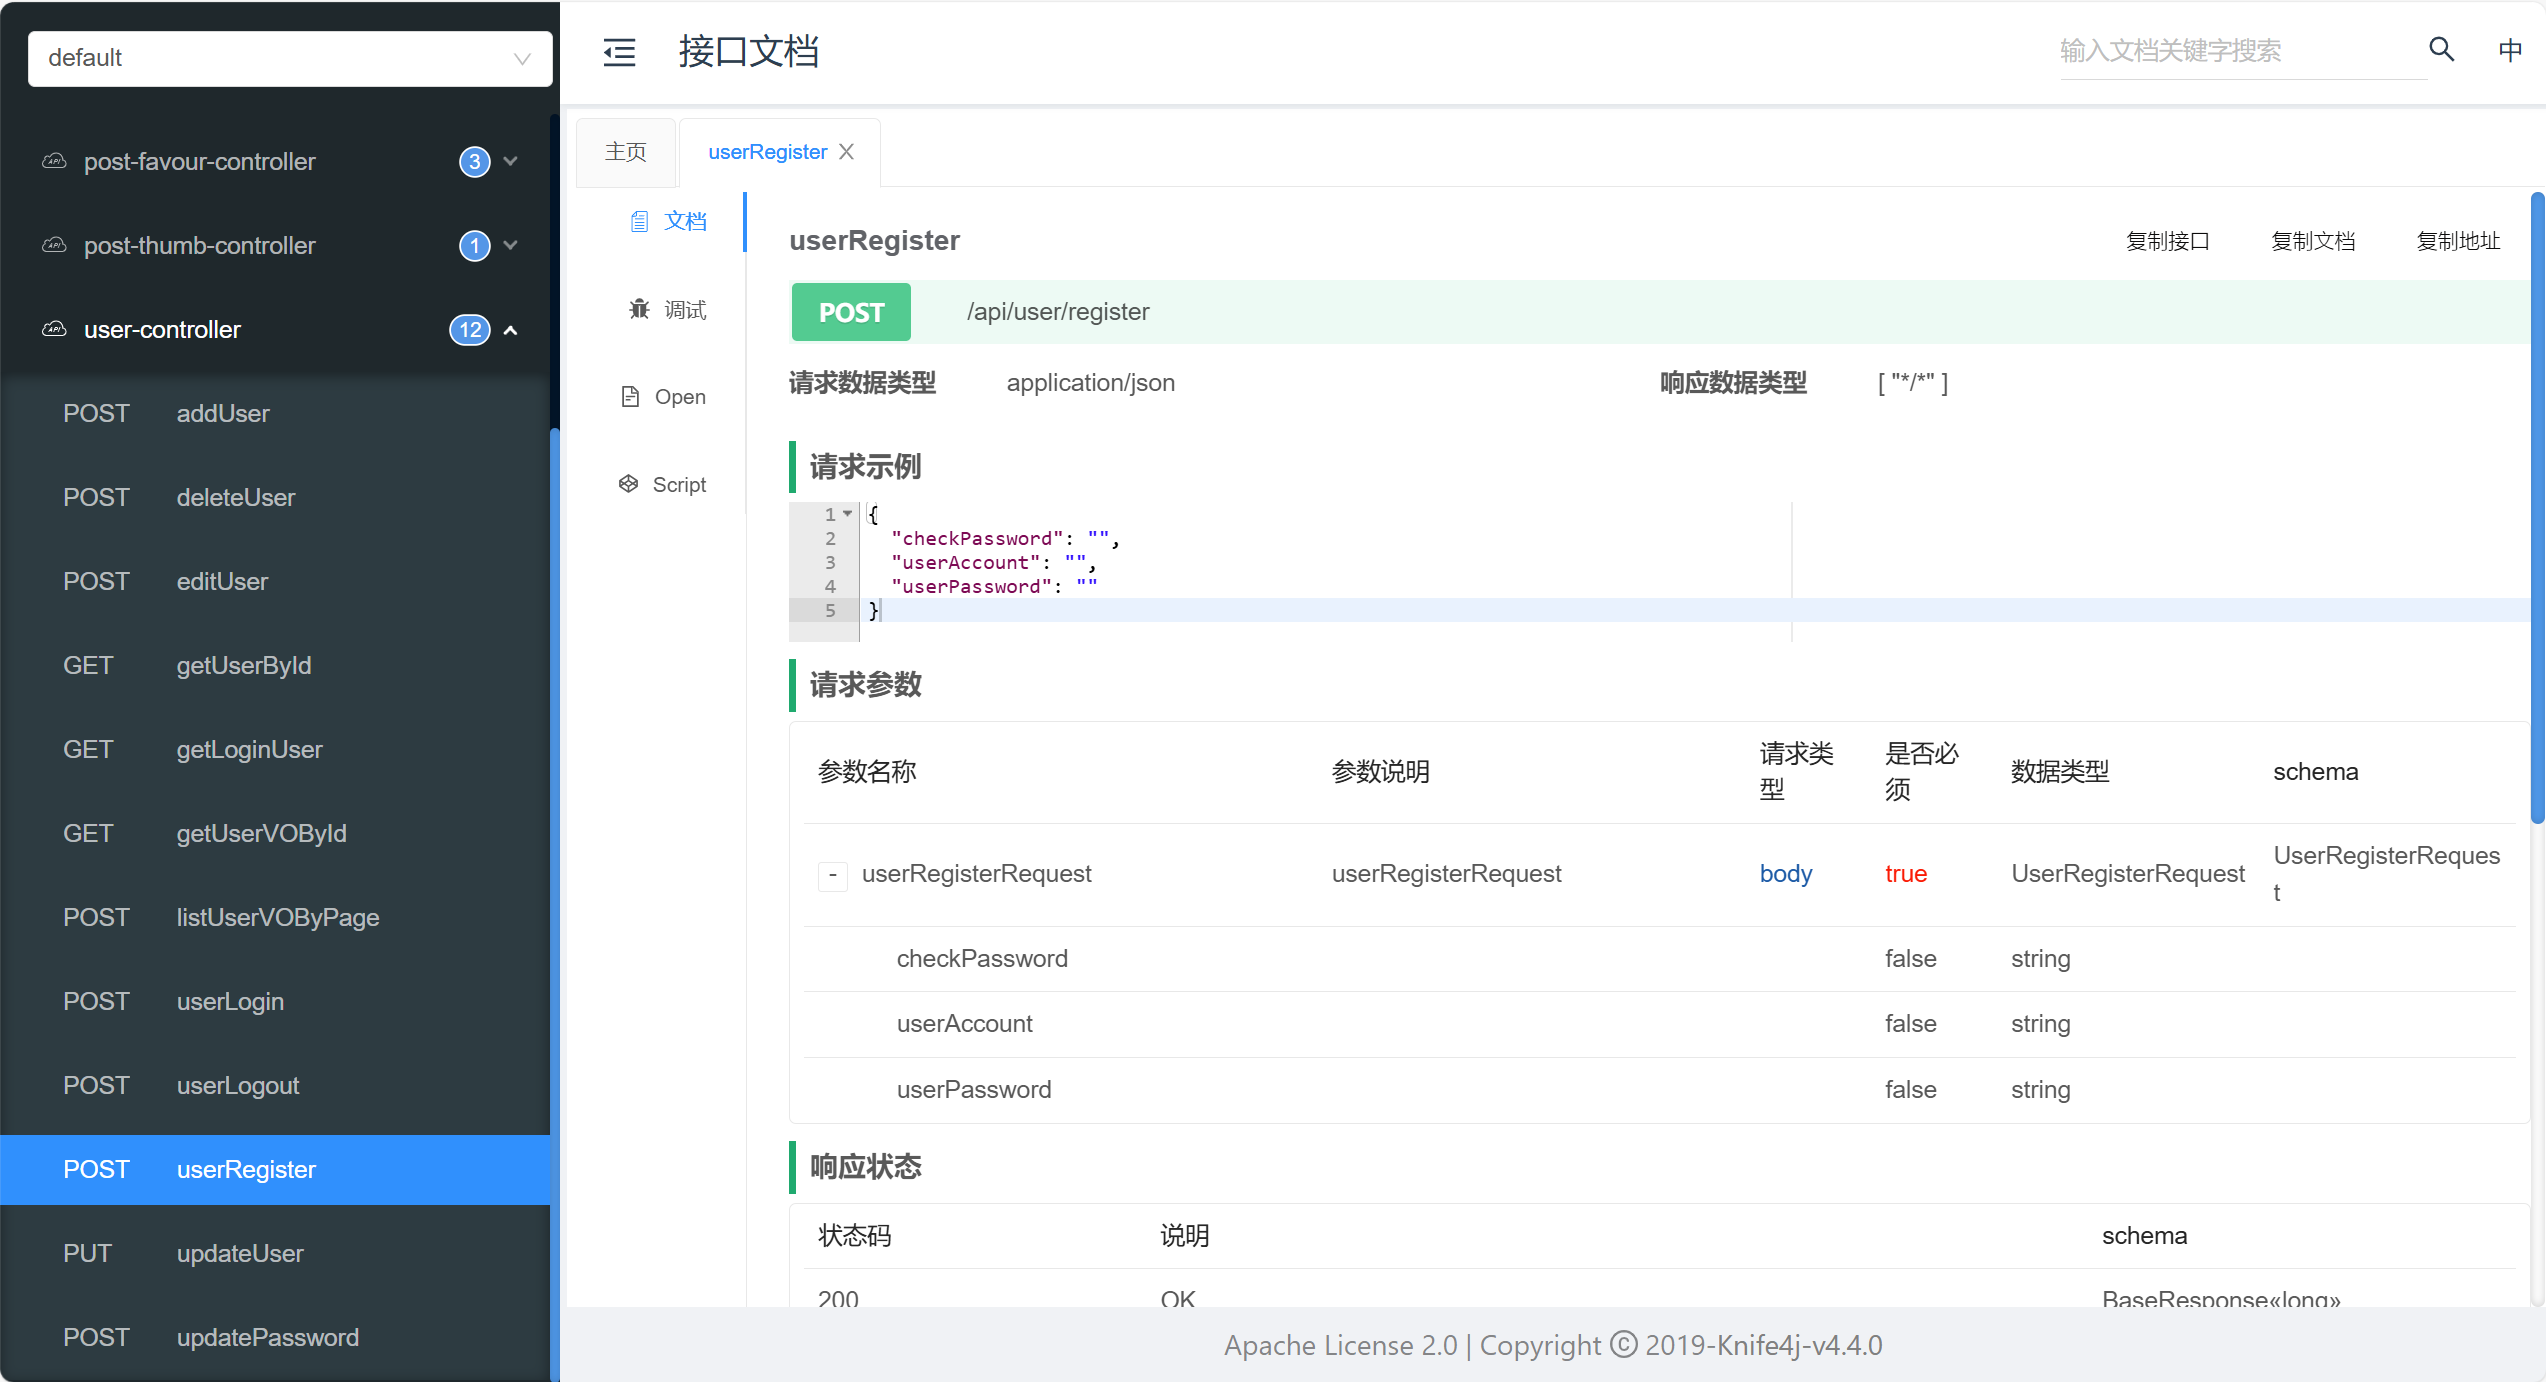 default
post-favour-controller 3
post-thumb-controller 1
user-controller 12
POST addUser
POST deleteUser
POST editUser
GET getUserById
GET getLoginUser
GET getUserVOById
POST listUserVOByPage
POST userLogin
POST userLogout
POST userRegister
PUT updateUser
POST updatePassword
接口文档
输入文档关键字搜索
中
主页
userRegister
文档
调试
Open
Script
userRegister
复制接口 复制文档 复制地址
POST /api/user/register
请求数据类型 application/json 响应数据类型 [ "*/*" ]
请求示例
1 {
2 "checkPassword": "",
3 "userAccount": "",
4 "userPassword": ""
5 }
请求参数
参数名称 参数说明 请求类型 是否必须 数据类型 schema
- userRegisterRequest userRegisterRequest body true UserRegisterRequest UserRegisterRequest
checkPassword false string
userAccount false string
userPassword false string
响应状态
状态码 说明 schema
200 OK BaseResponse«long»
Apache License 2.0 | Copyright © 2019-Knife4j-v4.4.0